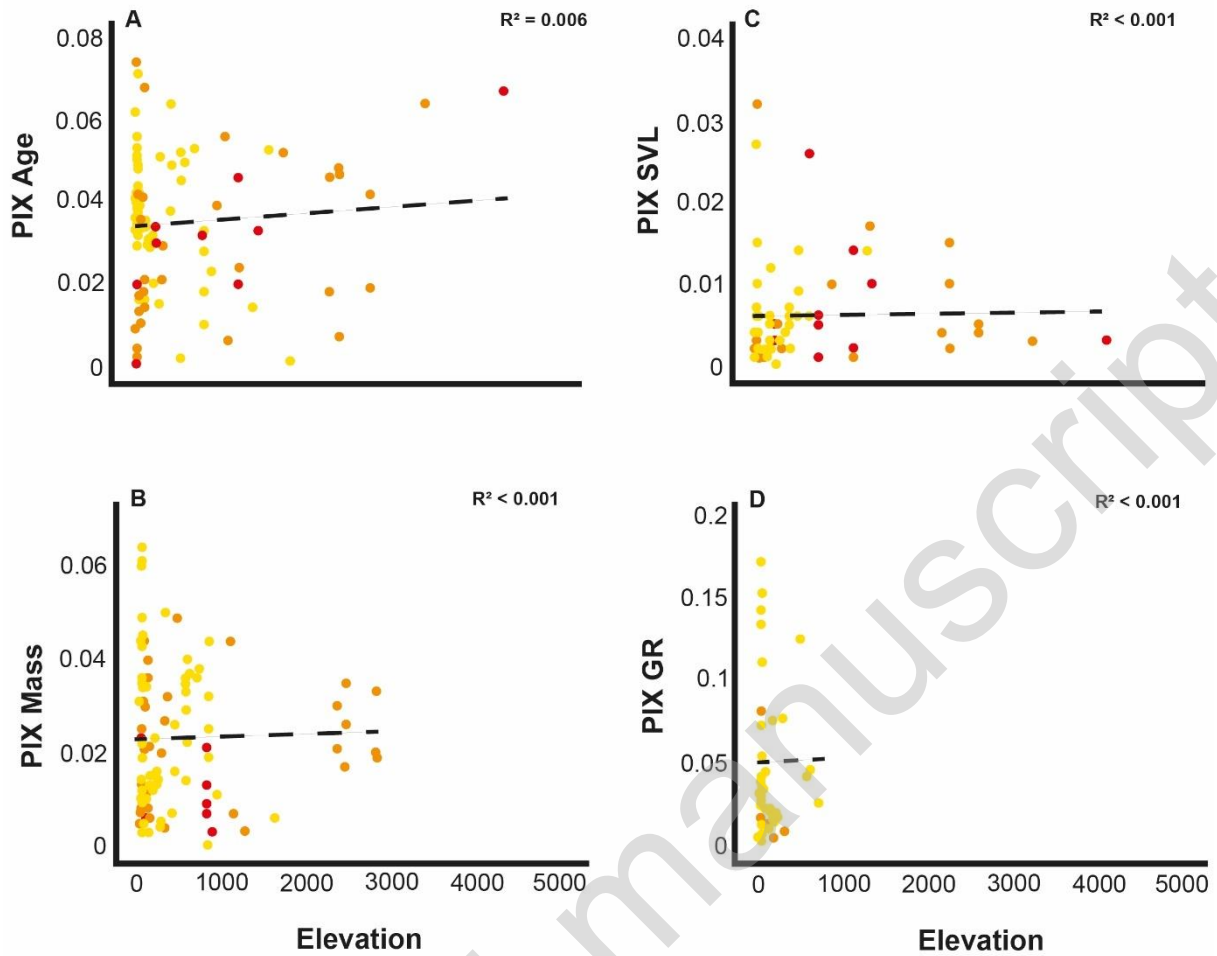 A
R² = 0.006
0.08
0.06
0.04
0.02
0
PIX Age
C
R² < 0.001
0.04
0.03
0.02
0.01
0
PIX SVL
B
R² < 0.001
0.06
0.04
0.02
0
PIX Mass
0 1000 2000 3000 4000 5000
Elevation
D
R² < 0.001
0.2
0.15
0.1
0.05
0
PIX GR
0 1000 2000 3000 4000 5000
Elevation
manuscript